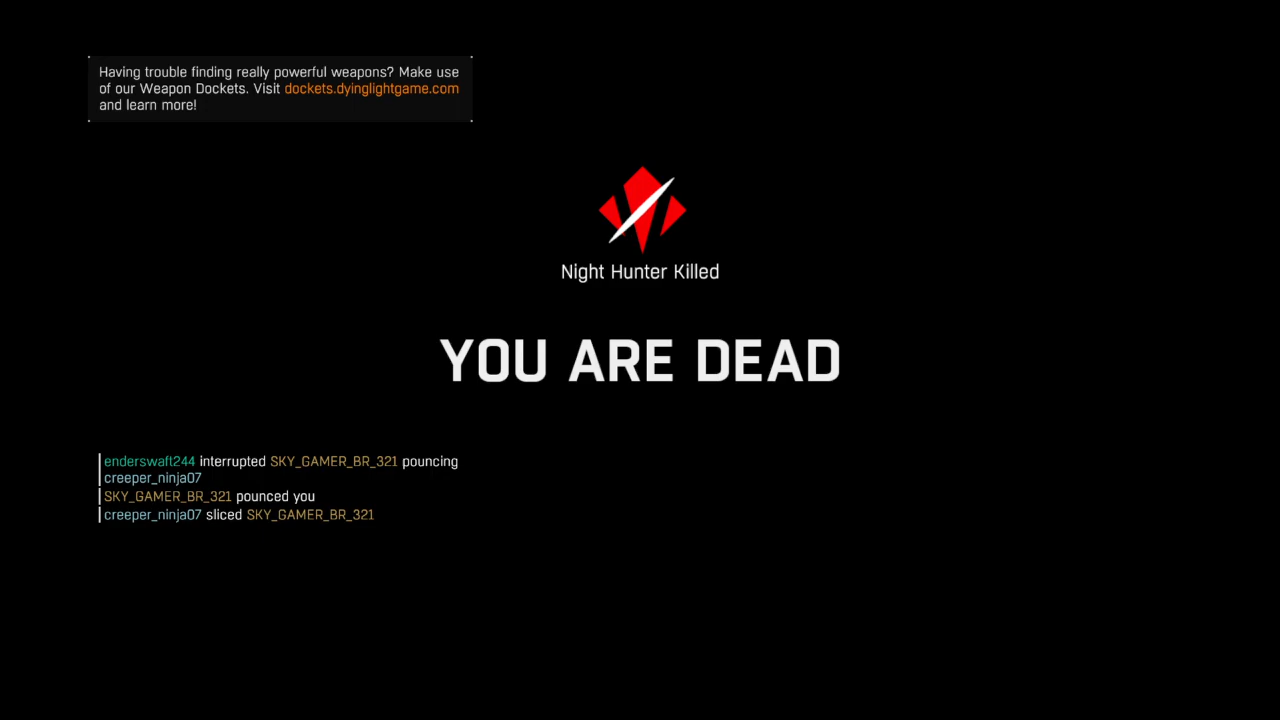 Having trouble finding really powerful weapons? Make use
of our Weapon Dockets. Visit dockets.dyinglightgame.com
and learn more!
Night Hunter Killed
YOU ARE DEAD
enderswaft244 interrupted SKY_GAMER_BR_321 pouncing
creeper_ninja07
SKY_GAMER_BR_321 pounced you
creeper_ninja07 sliced SKY_GAMER_BR_321